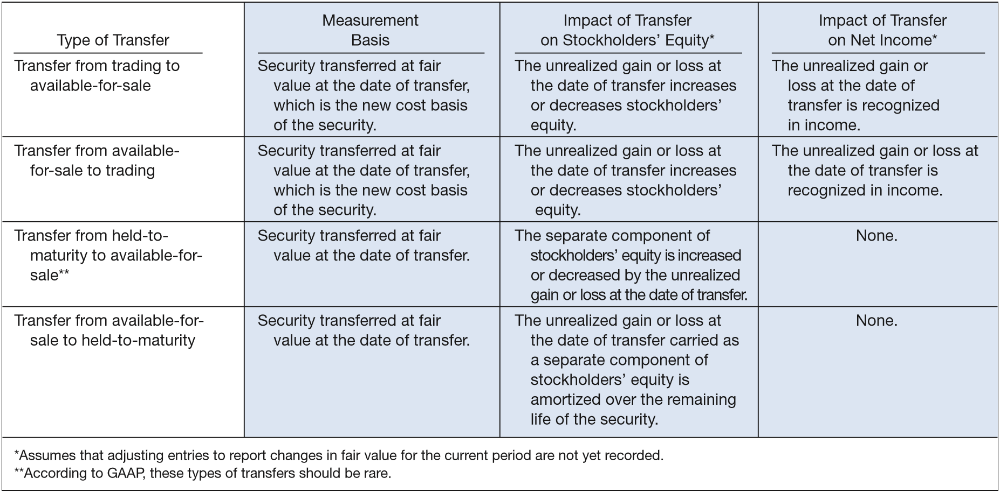 Type of Transfer
Measurement
Basis
Impact of Transfer
on Stockholders’ Equity*
Impact of Transfer
on Net Income*
Transfer from trading to
available-for-sale
Security transferred at fair
value at the date of transfer,
which is the new cost basis
of the security.
The unrealized gain or loss at
the date of transfer increases
or decreases stockholders’
equity.
The unrealized gain or
loss at the date of
transfer is recognized
in income.
Transfer from available-
for-sale to trading
Security transferred at fair
value at the date of transfer,
which is the new cost basis
of the security.
The unrealized gain or loss at
the date of transfer increases
or decreases stockholders’
equity.
The unrealized gain or loss at
the date of transfer is
recognized in income.
Transfer from held-to-
maturity to available-for-
sale**
Security transferred at fair
value at the date of transfer.
The separate component of
stockholders’ equity is increased
or decreased by the unrealized
gain or loss at the date of transfer.
None.
Transfer from available-for-
sale to held-to-maturity
Security transferred at fair
value at the date of transfer.
The unrealized gain or loss at
the date of transfer carried as
a separate component of
stockholders’ equity is
amortized over the remaining
life of the security.
None.
*Assumes that adjusting entries to report changes in fair value for the current period are not yet recorded.
**According to GAAP, these types of transfers should be rare.